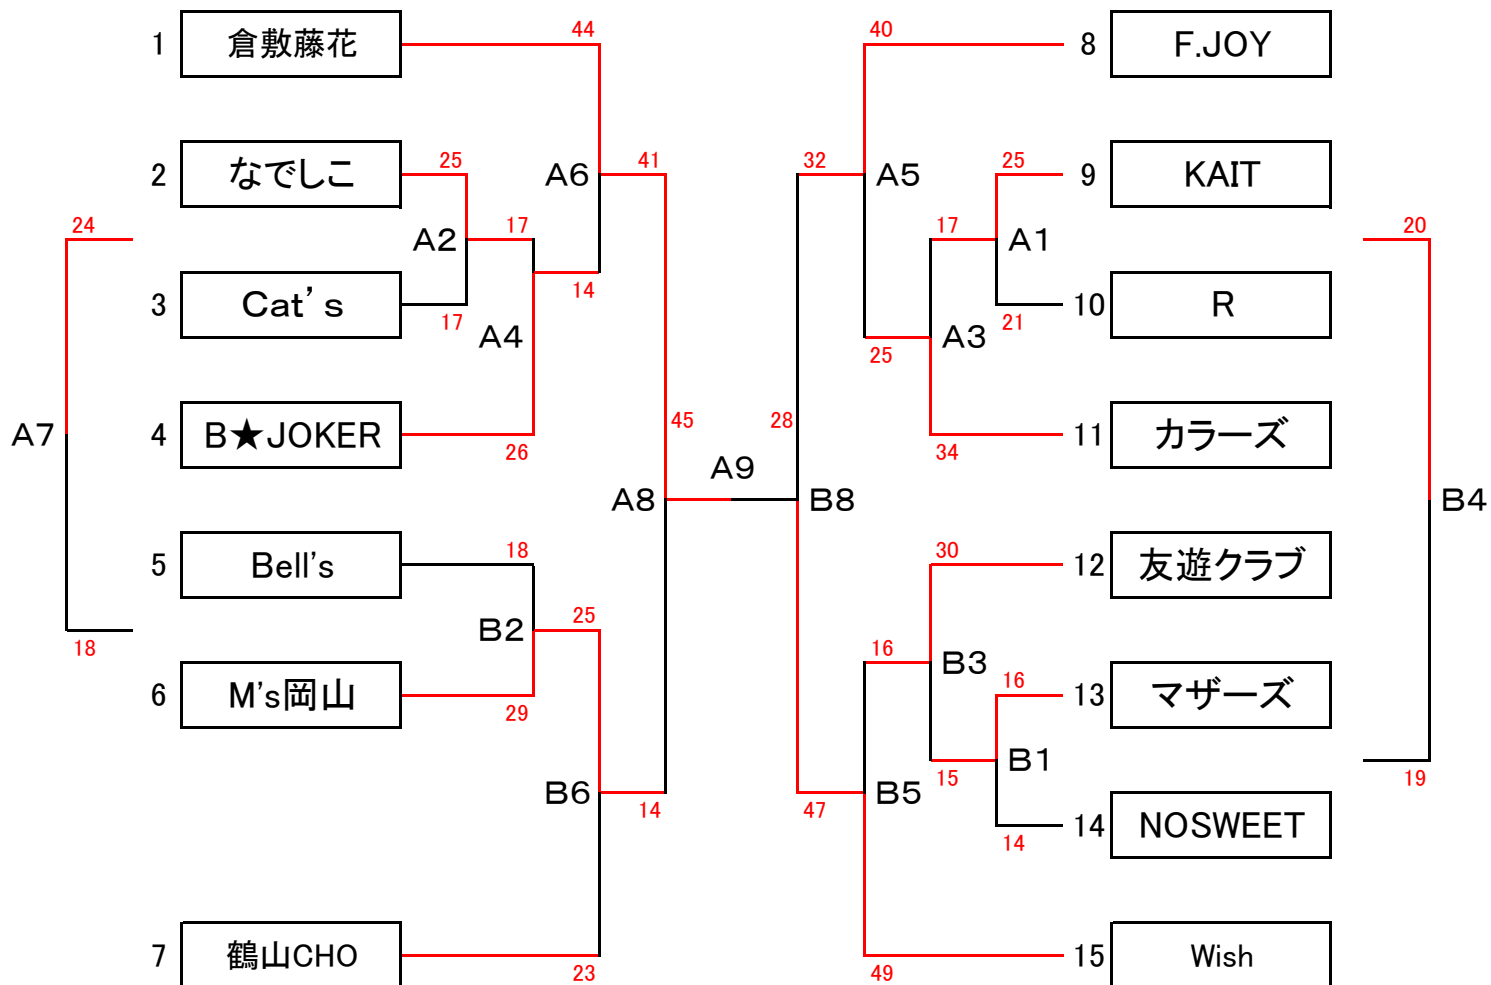 44
40
1 倉敷藤花
8 F.JOY
25
41
32
25
2 なでしこ
A6
A5
9 KAIT
24
17
17
20
A2
A1
3 Cat’s
14
10 R
17
A4
21
A3
25
A7
4 B★JOKER
45
28
11 カラーズ
26
34
A9
A8
B8
B4
18
30
5 Bell's
12 友遊クラブ
25
B2
18
16
B3
16
6 M's岡山
13 マザーズ
29
B1
15
19
B6
14
47
B5
14 NOSWEET
14
7 鶴山CHO
15 Wish
23
49